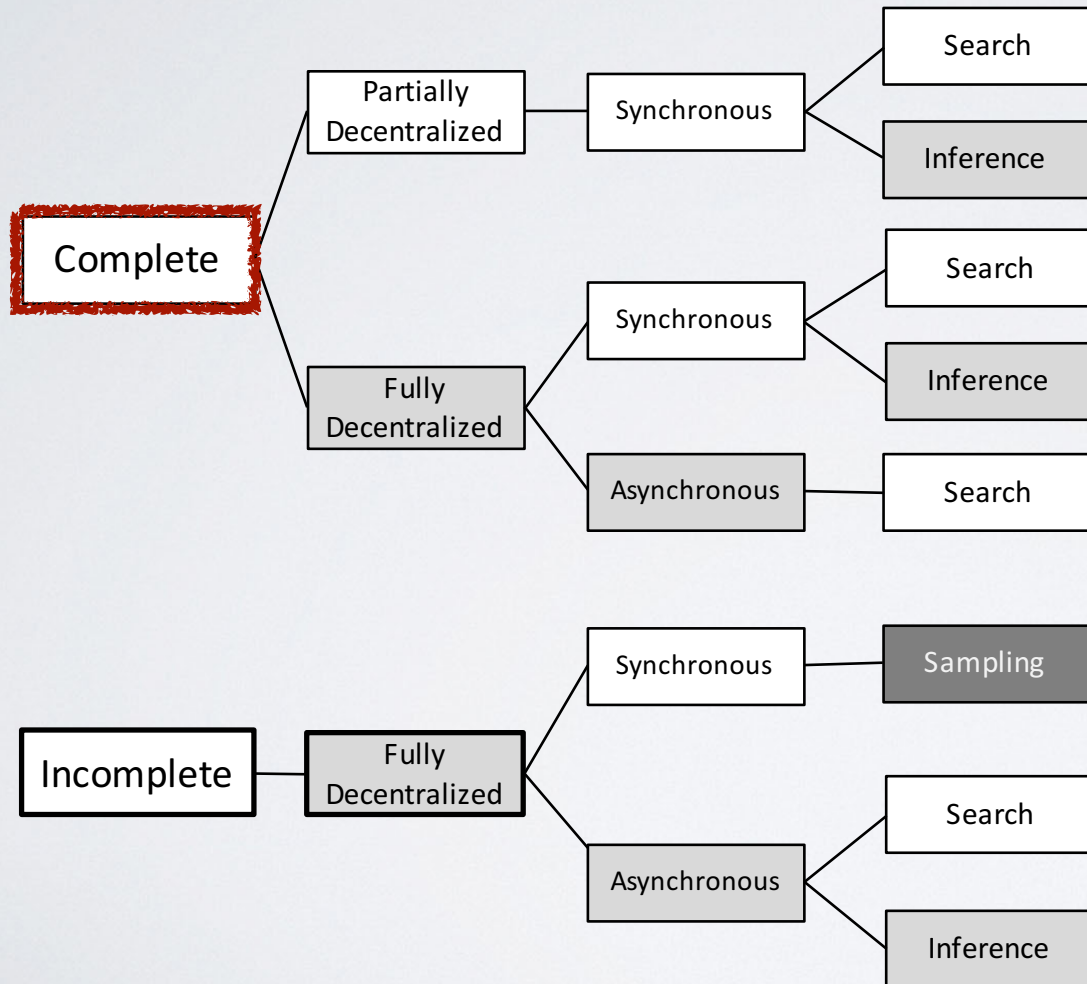 Search
Partially
Decentralized
Synchronous
Inference
Complete
Search
Synchronous
Inference
Fully
Decentralized
Asynchronous
Search
Synchronous
Sampling
Incomplete
Fully
Decentralized
Search
Asynchronous
Inference